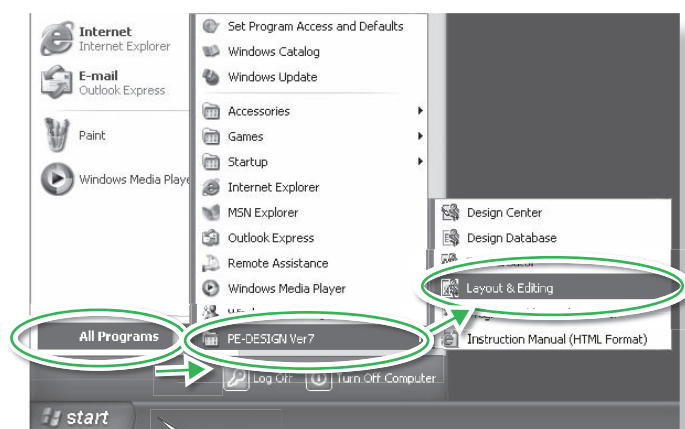 Internet
Internet Explorer
E-mail
Outlook Express
Paint
Windows Media Playe
All Programs
start
Set Program Access and Defaults
Windows Catalog
Windows Update
Accessories
Games
Startup
Internet Explorer
MSN Explorer
Outlook Express
Remote Assistance
Windows Media Player
PE-DESIGN Ver7
Log Off
Turn Off Computer
Design Center
Design Database
Layout & Editing
Instruction Manual (HTML Format)